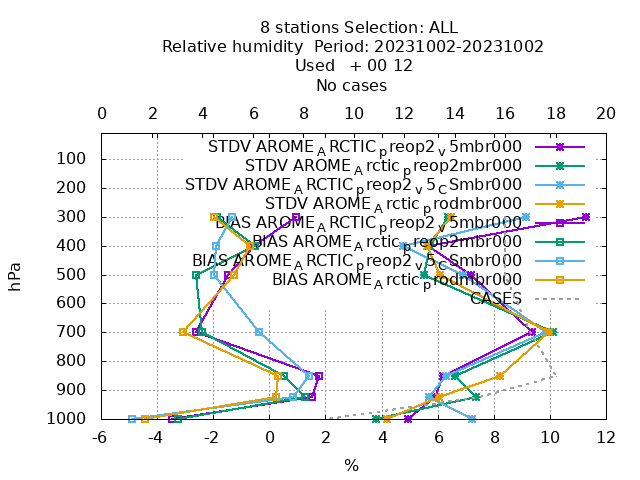 8 stations Selection: ALL
Relative humidity Period: 20231002-20231002
Used + 00 12
No cases
0 2 4 6 8 10 12 14 16 18 20
STDV AROME_ARCTIC_preop2_v5mbr000
STDV AROME_Arctic_preop2mbr000
STDV AROME_ARCTIC_preop2_v5_CSmbr000
STDV AROME_Arctic_prodmbr000
BIAS AROME_ARCTIC_preop2_v5mbr000
BIAS AROME_Arctic_preop2mbr000
BIAS AROME_ARCTIC_preop2_v5_CSmbr000
BIAS AROME_Arctic_prodmbr000
CASES
100
200
300
400
500
600
700
800
900
1000
hPa
-6 -4 -2 0 2 4 6 8 10 12
%